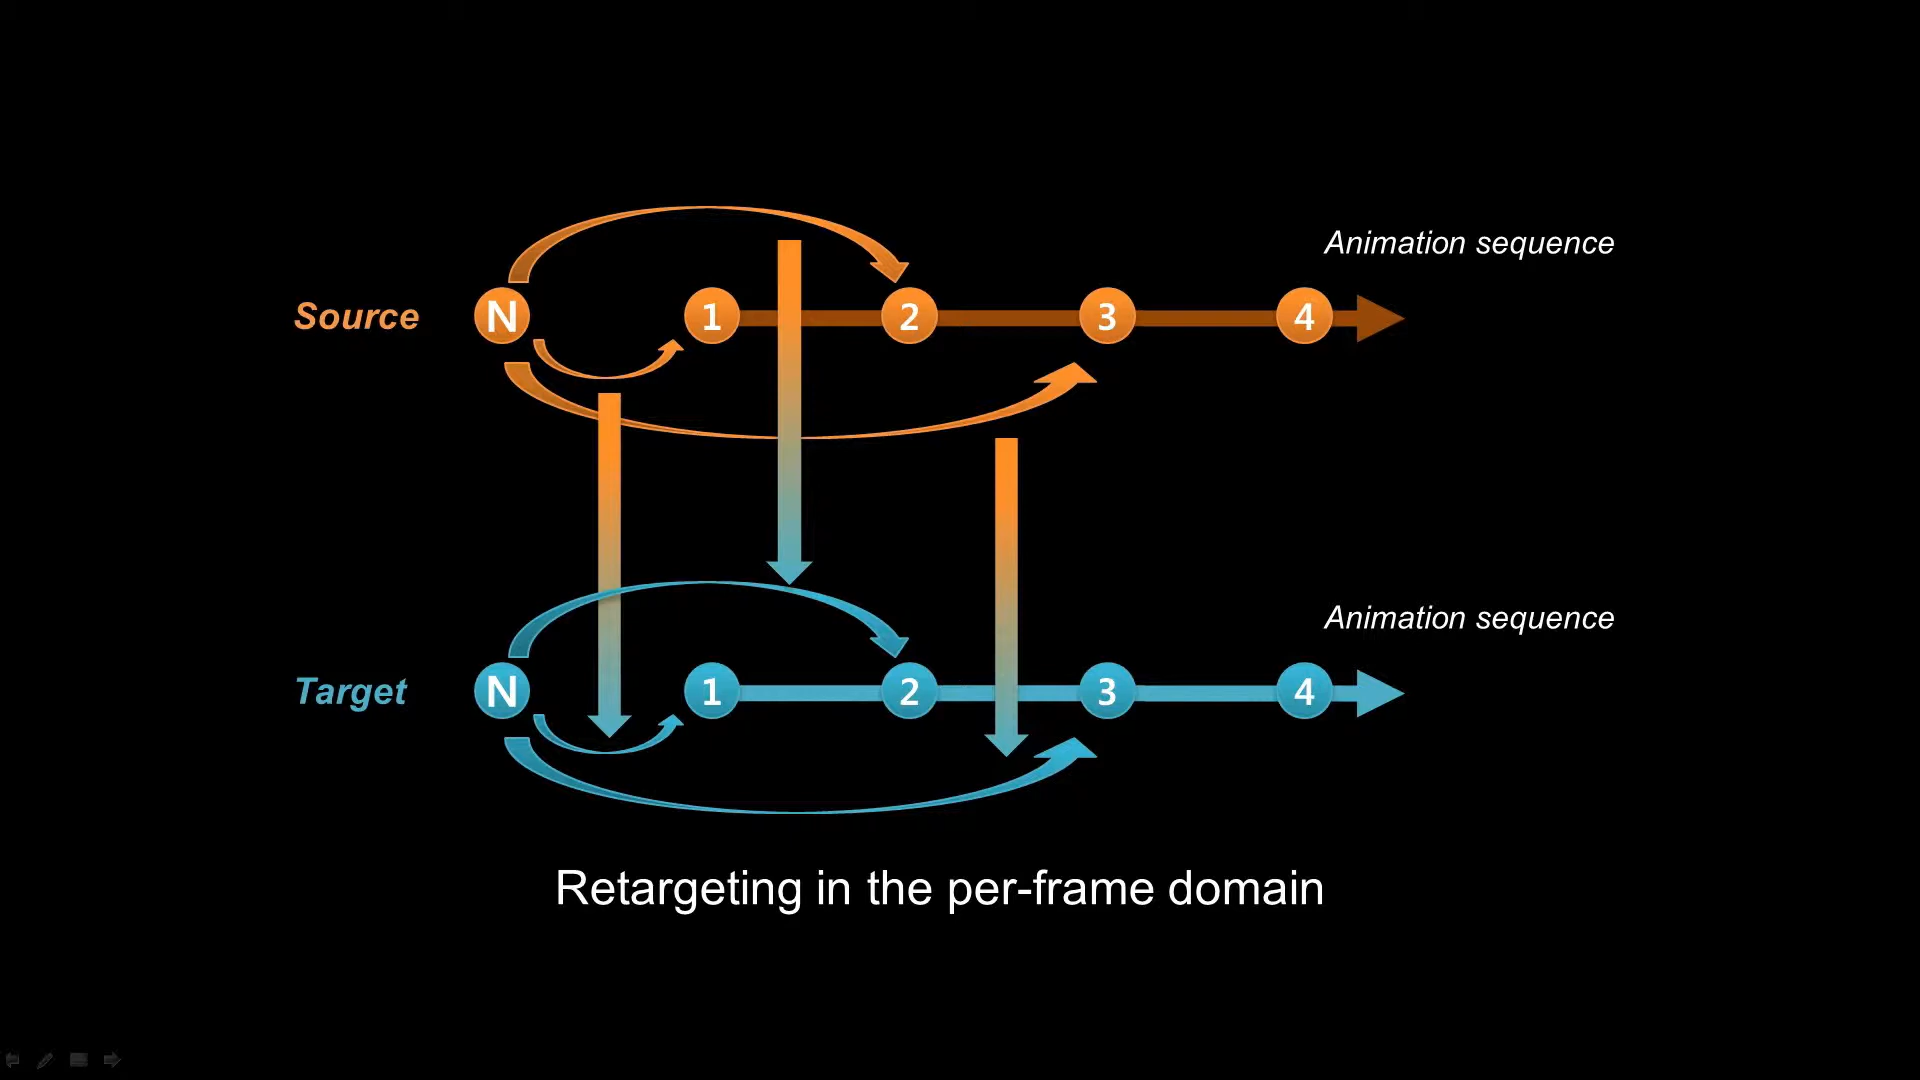 Animation sequence
Source N 1 2 3 4
Animation sequence
Target N 1 2 3 4
Retargeting in the per-frame domain